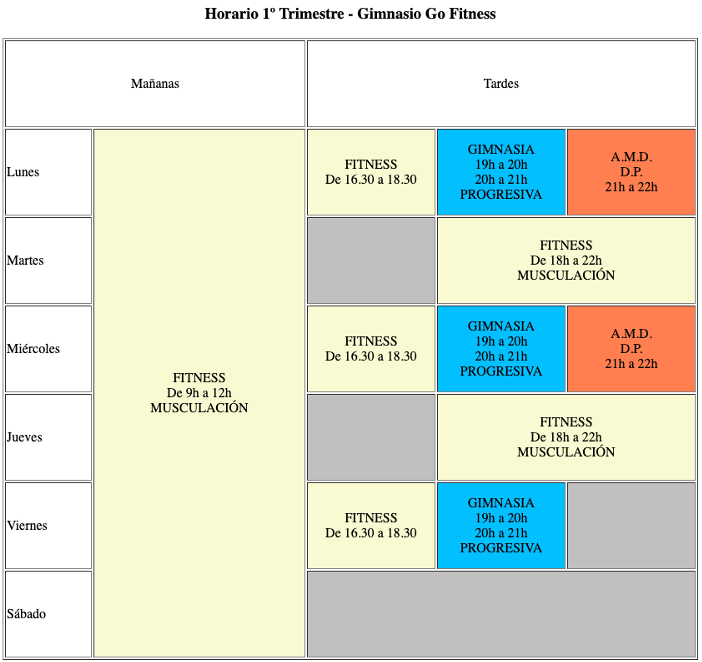 Horario 1º Trimestre - Gimnasio Go Fitness
Mañanas
Tardes
Lunes
FITNESS
De 9h a 12h
MUSCULACIÓN
FITNESS
De 16.30 a 18.30
GIMNASIA
19h a 20h
20h a 21h
PROGRESIVA
A.M.D.
D.P.
21h a 22h
Martes
FITNESS
De 18h a 22h
MUSCULACIÓN
Miércoles
FITNESS
De 16.30 a 18.30
GIMNASIA
19h a 20h
20h a 21h
PROGRESIVA
A.M.D.
D.P.
21h a 22h
Jueves
FITNESS
De 18h a 22h
MUSCULACIÓN
Viernes
FITNESS
De 16.30 a 18.30
GIMNASIA
19h a 20h
20h a 21h
PROGRESIVA
Sábado